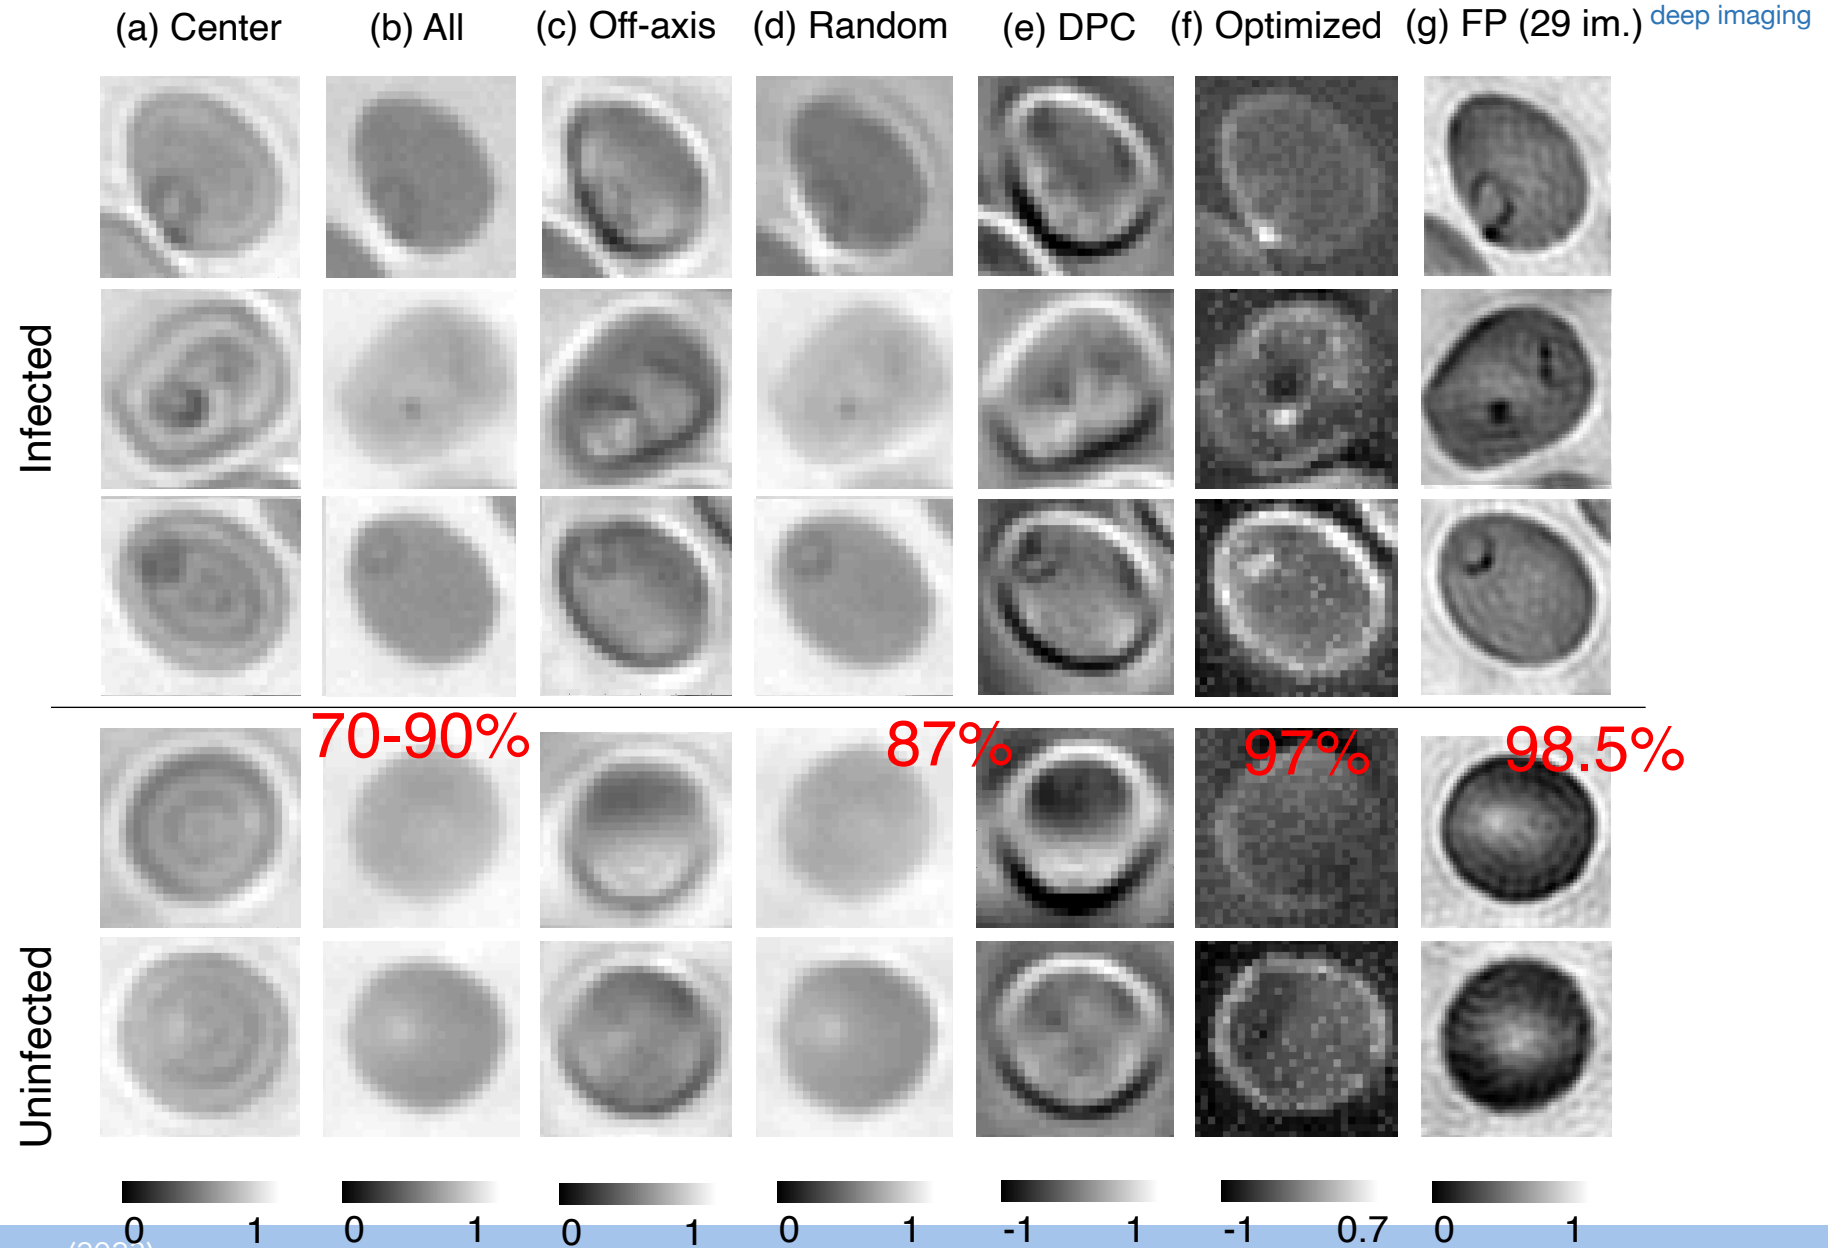 (a) Center (b) All (c) Off-axis (d) Random (e) DPC (f) Optimized (g) FP (29 im.) deep imaging
Infected
70-90% 87% 97% 98.5%
Uninfected
0 1 0 1 0 1 0 1 -1 1 -1 0.7 0 1